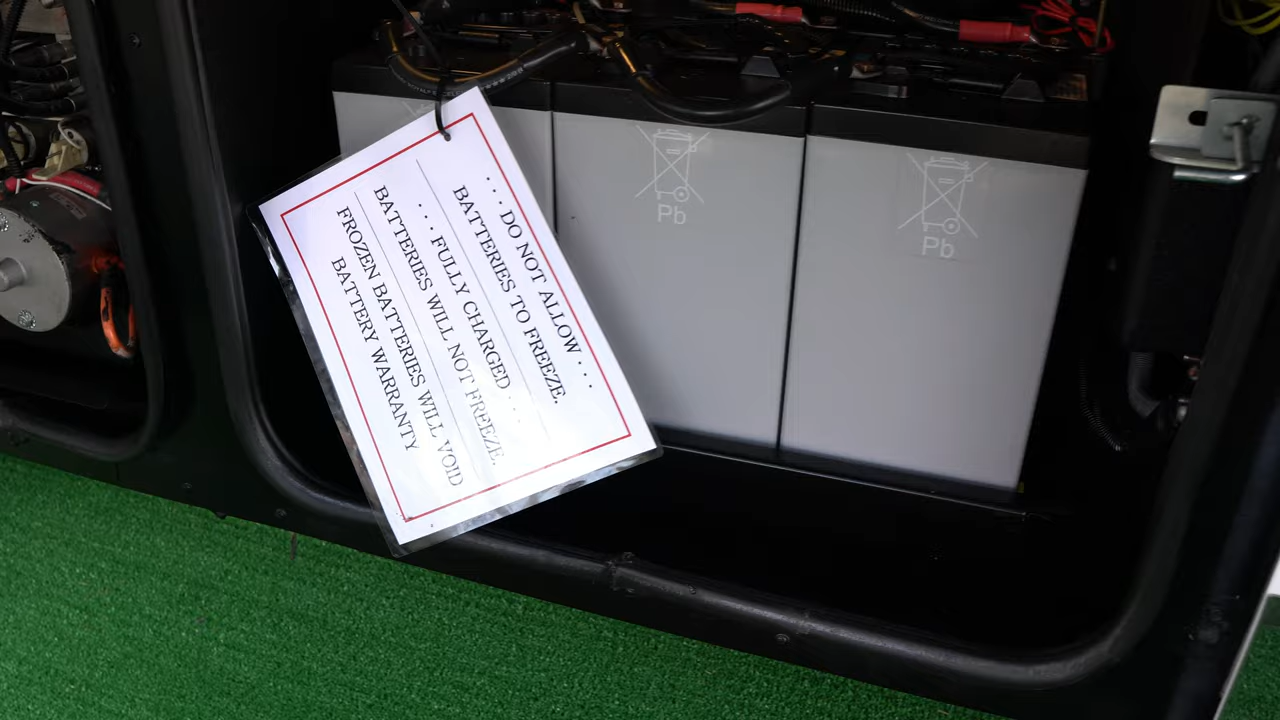 . . . DO NOT ALLOW . . .
BATTERIES TO FREEZE.
. . . FULLY CHARGED . . .
BATTERIES WILL NOT FREEZE.
FROZEN BATTERIES WILL VOID
BATTERY WARRANTY
Pb
Pb